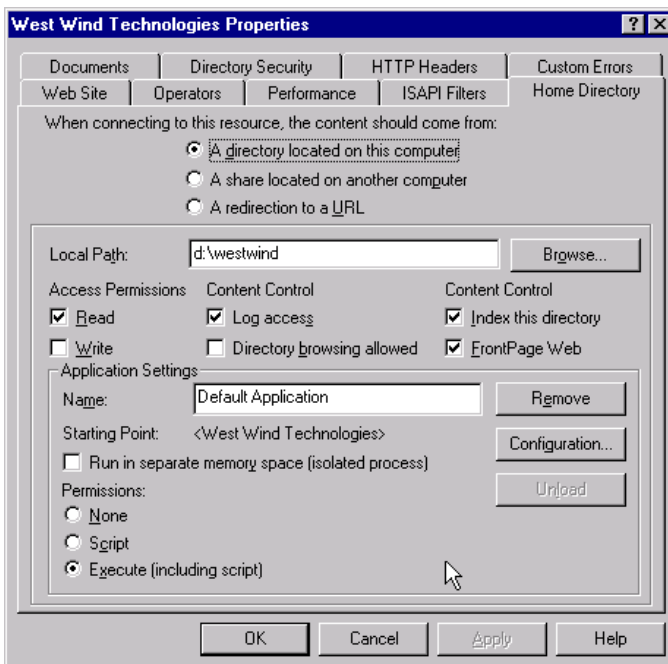 West Wind Technologies Properties
Documents Directory Security HTTP Headers Custom Errors
Web Site Operators Performance ISAPI Filters Home Directory
When connecting to this resource, the content should come from:
A directory located on this computer
A share located on another computer
A redirection to a URL
Local Path: d:\westwind Browse...
Access Permissions Content Control Content Control
Read Log access Index this directory
Write Directory browsing allowed FrontPage Web
Application Settings
Name: Default Application Remove
Starting Point: <West Wind Technologies> Configuration...
Run in separate memory space (isolated process)
Permissions: Unload
None
Script
Execute (including script)
OK Cancel Apply Help